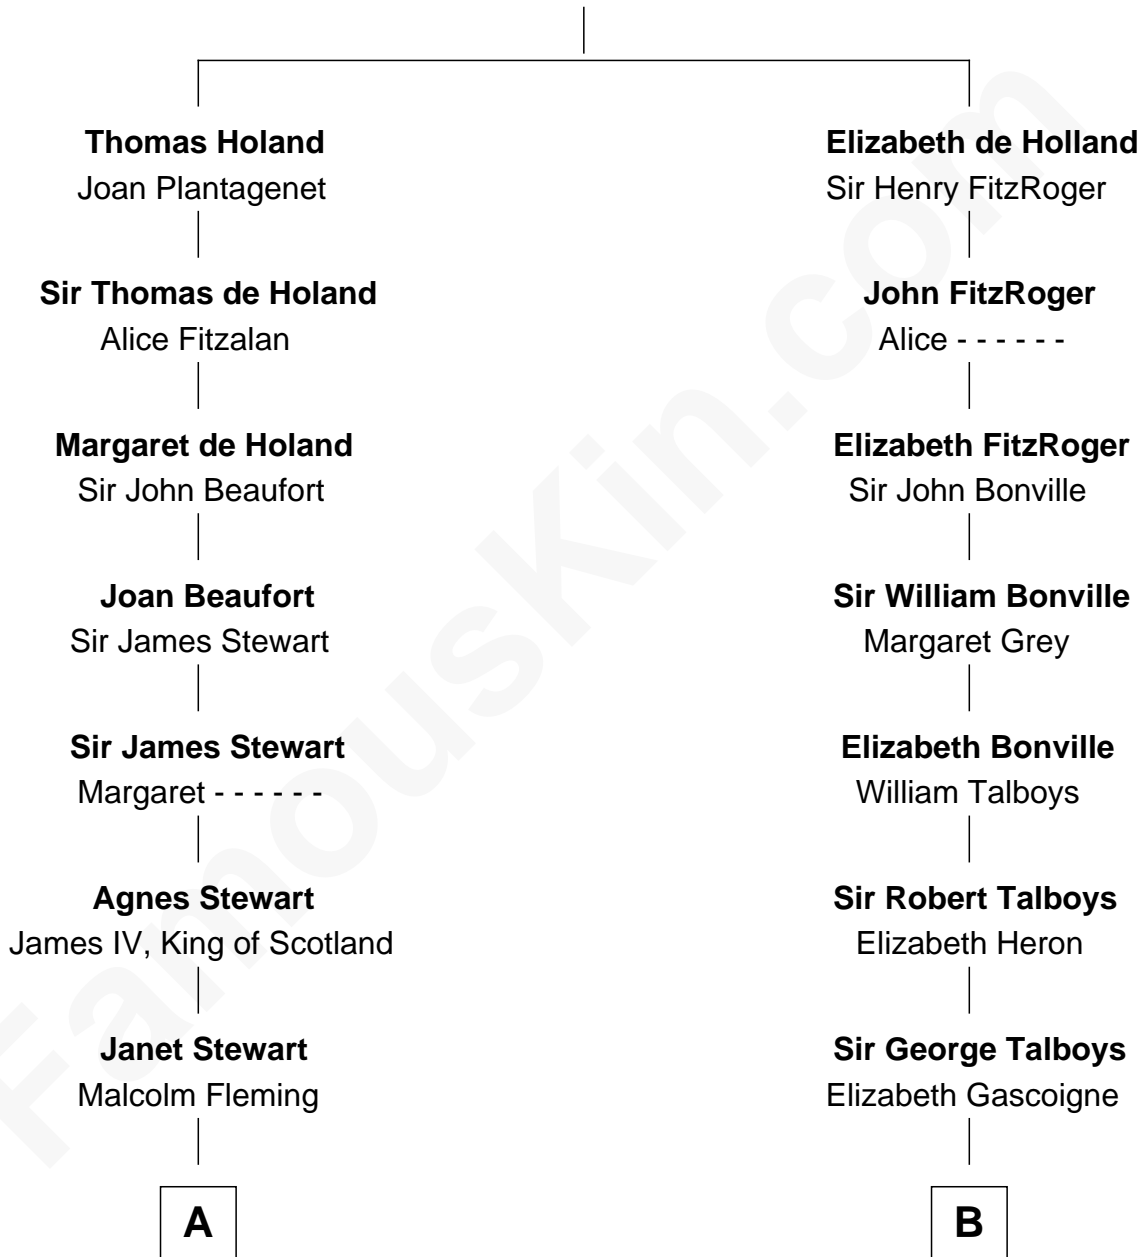 Thomas Holand
Joan Plantagenet
Sir Thomas de Holand
Alice Fitzalan
Margaret de Holand
Sir John Beaufort
Joan Beaufort
Sir James Stewart
Sir James Stewart
Margaret - - - - - -
Agnes Stewart
James IV, King of Scotland
Janet Stewart
Malcolm Fleming
A
Elizabeth de Holland
Sir Henry FitzRoger
John FitzRoger
Alice - - - - - -
Elizabeth FitzRoger
Sir John Bonville
Sir William Bonville
Margaret Grey
Elizabeth Bonville
William Talboys
Sir Robert Talboys
Elizabeth Heron
Sir George Talboys
Elizabeth Gascoigne
B
FamousKin.com